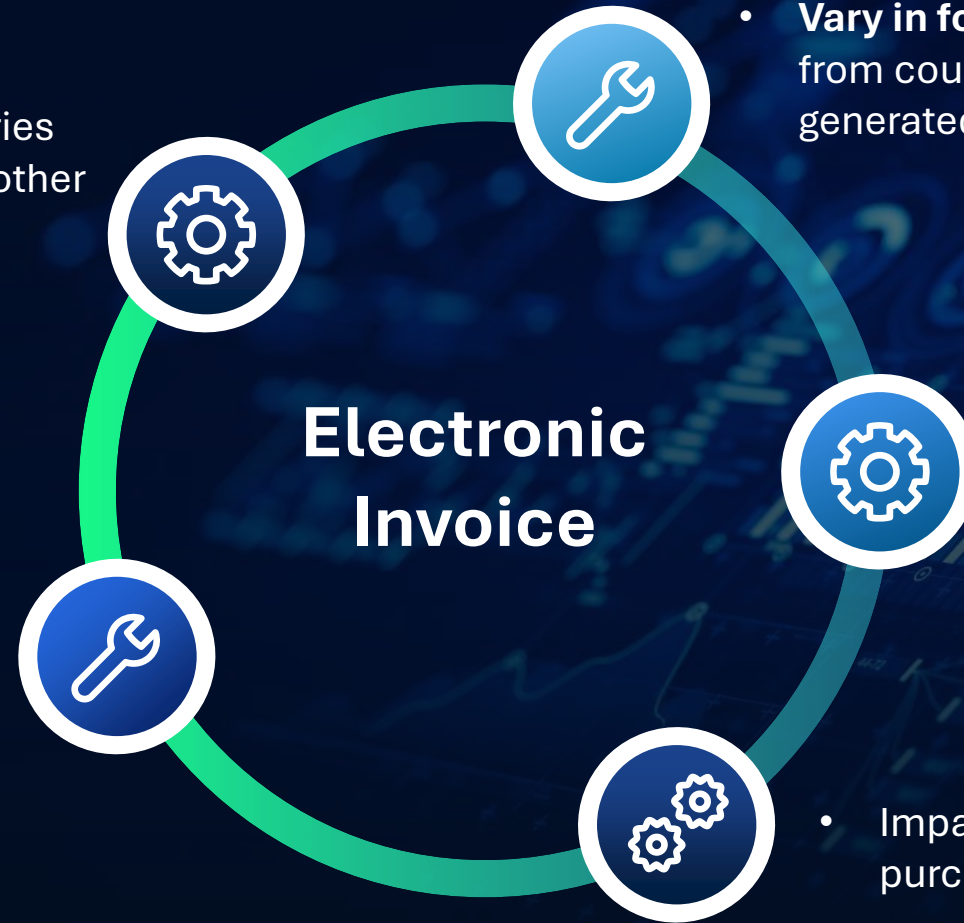 • Vary in fo
from cou
generated
ries
other
Electronic
Invoice
• Impa
purc